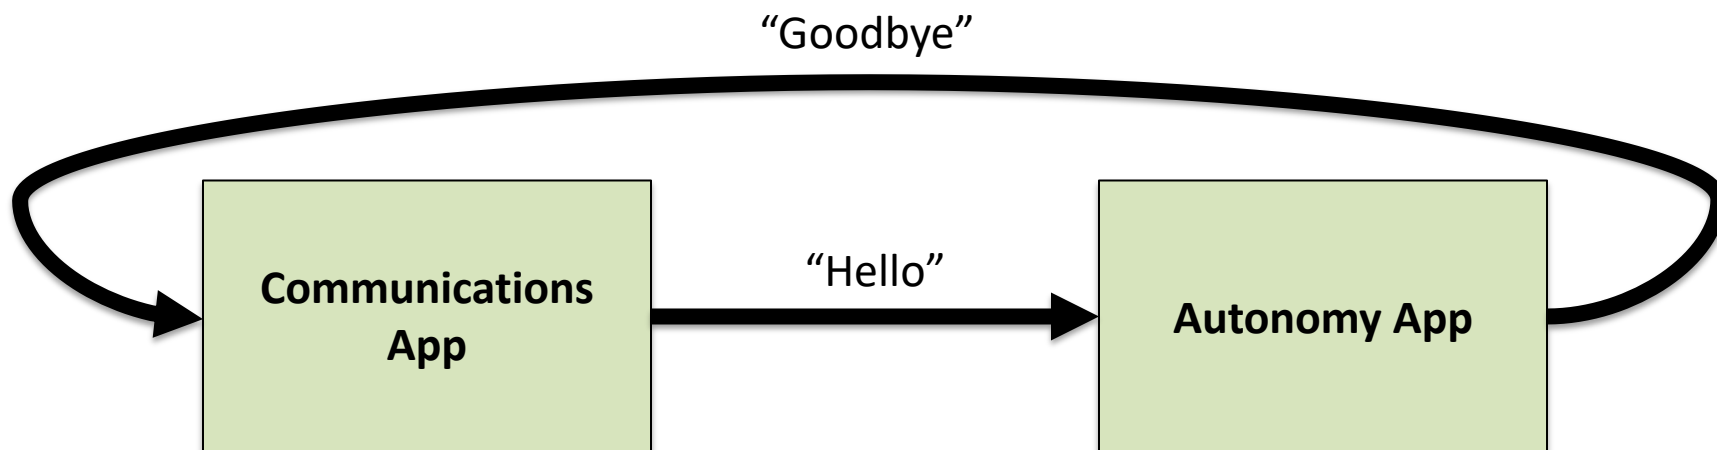 “Goodbye”
“Hello”
Communications
App
Autonomy App